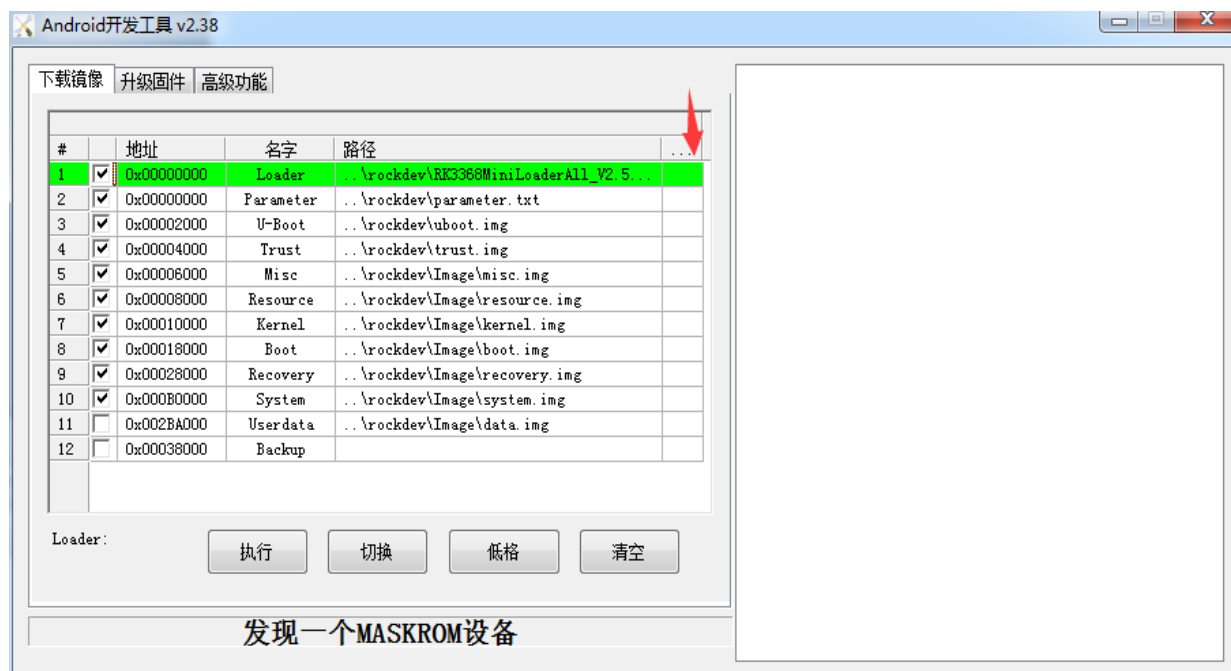 Android开发工具 v2.38
下载镜像 升级固件 高级功能
# 地址 名字 路径 ...
1 0x00000000 Loader ..\rockdev\RK3368MiniLoaderAll_V2.5...
2 0x00000000 Parameter ..\rockdev\parameter.txt
3 0x00002000 U-Boot ..\rockdev\uboot.img
4 0x00004000 Trust ..\rockdev\trust.img
5 0x00006000 Misc ..\rockdev\Image\misc.img
6 0x00008000 Resource ..\rockdev\Image\resource.img
7 0x00010000 Kernel ..\rockdev\Image\kernel.img
8 0x00018000 Boot ..\rockdev\Image\boot.img
9 0x00028000 Recovery ..\rockdev\Image\recovery.img
10 0x000B0000 System ..\rockdev\Image\system.img
11 0x002BA000 Userdata ..\rockdev\Image\data.img
12 0x00038000 Backup
Loader: 执行 切换 低格 清空
发现一个MASKROM设备